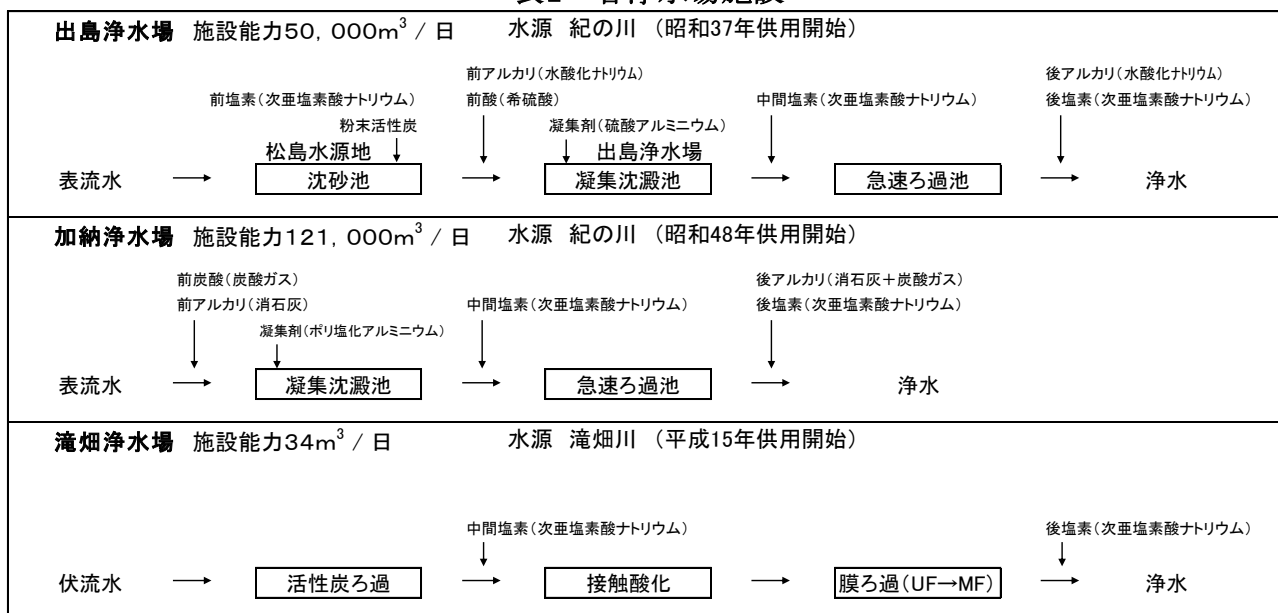 出島浄水場 施設能力50,000m³/日 水源 紀の川 (昭和37年供用開始)
前アルカリ(水酸化ナトリウム) 後アルカリ(水酸化ナトリウム)
前塩素(次亜塩素酸ナトリウム) 前酸(希硫酸) 中間塩素(次亜塩素酸ナトリウム) 後塩素(次亜塩素酸ナトリウム)
粉末活性炭 凝集剤(硫酸アルミニウム)
松島水源地 出島浄水場
表流水 → 沈砂池 → 凝集沈澱池 → 急速ろ過池 → 浄水
加納浄水場 施設能力121,000m³/日 水源 紀の川 (昭和48年供用開始)
前炭酸(炭酸ガス) 後アルカリ(消石灰+炭酸ガス)
前アルカリ(消石灰) 中間塩素(次亜塩素酸ナトリウム) 後塩素(次亜塩素酸ナトリウム)
凝集剤(ポリ塩化アルミニウム)
表流水 → 凝集沈澱池 → 急速ろ過池 → 浄水
滝畑浄水場 施設能力34m³/日 水源 滝畑川 (平成15年供用開始)
中間塩素(次亜塩素酸ナトリウム) 後塩素(次亜塩素酸ナトリウム)
伏流水 → 活性炭ろ過 → 接触酸化 → 膜ろ過(UF→MF) → 浄水